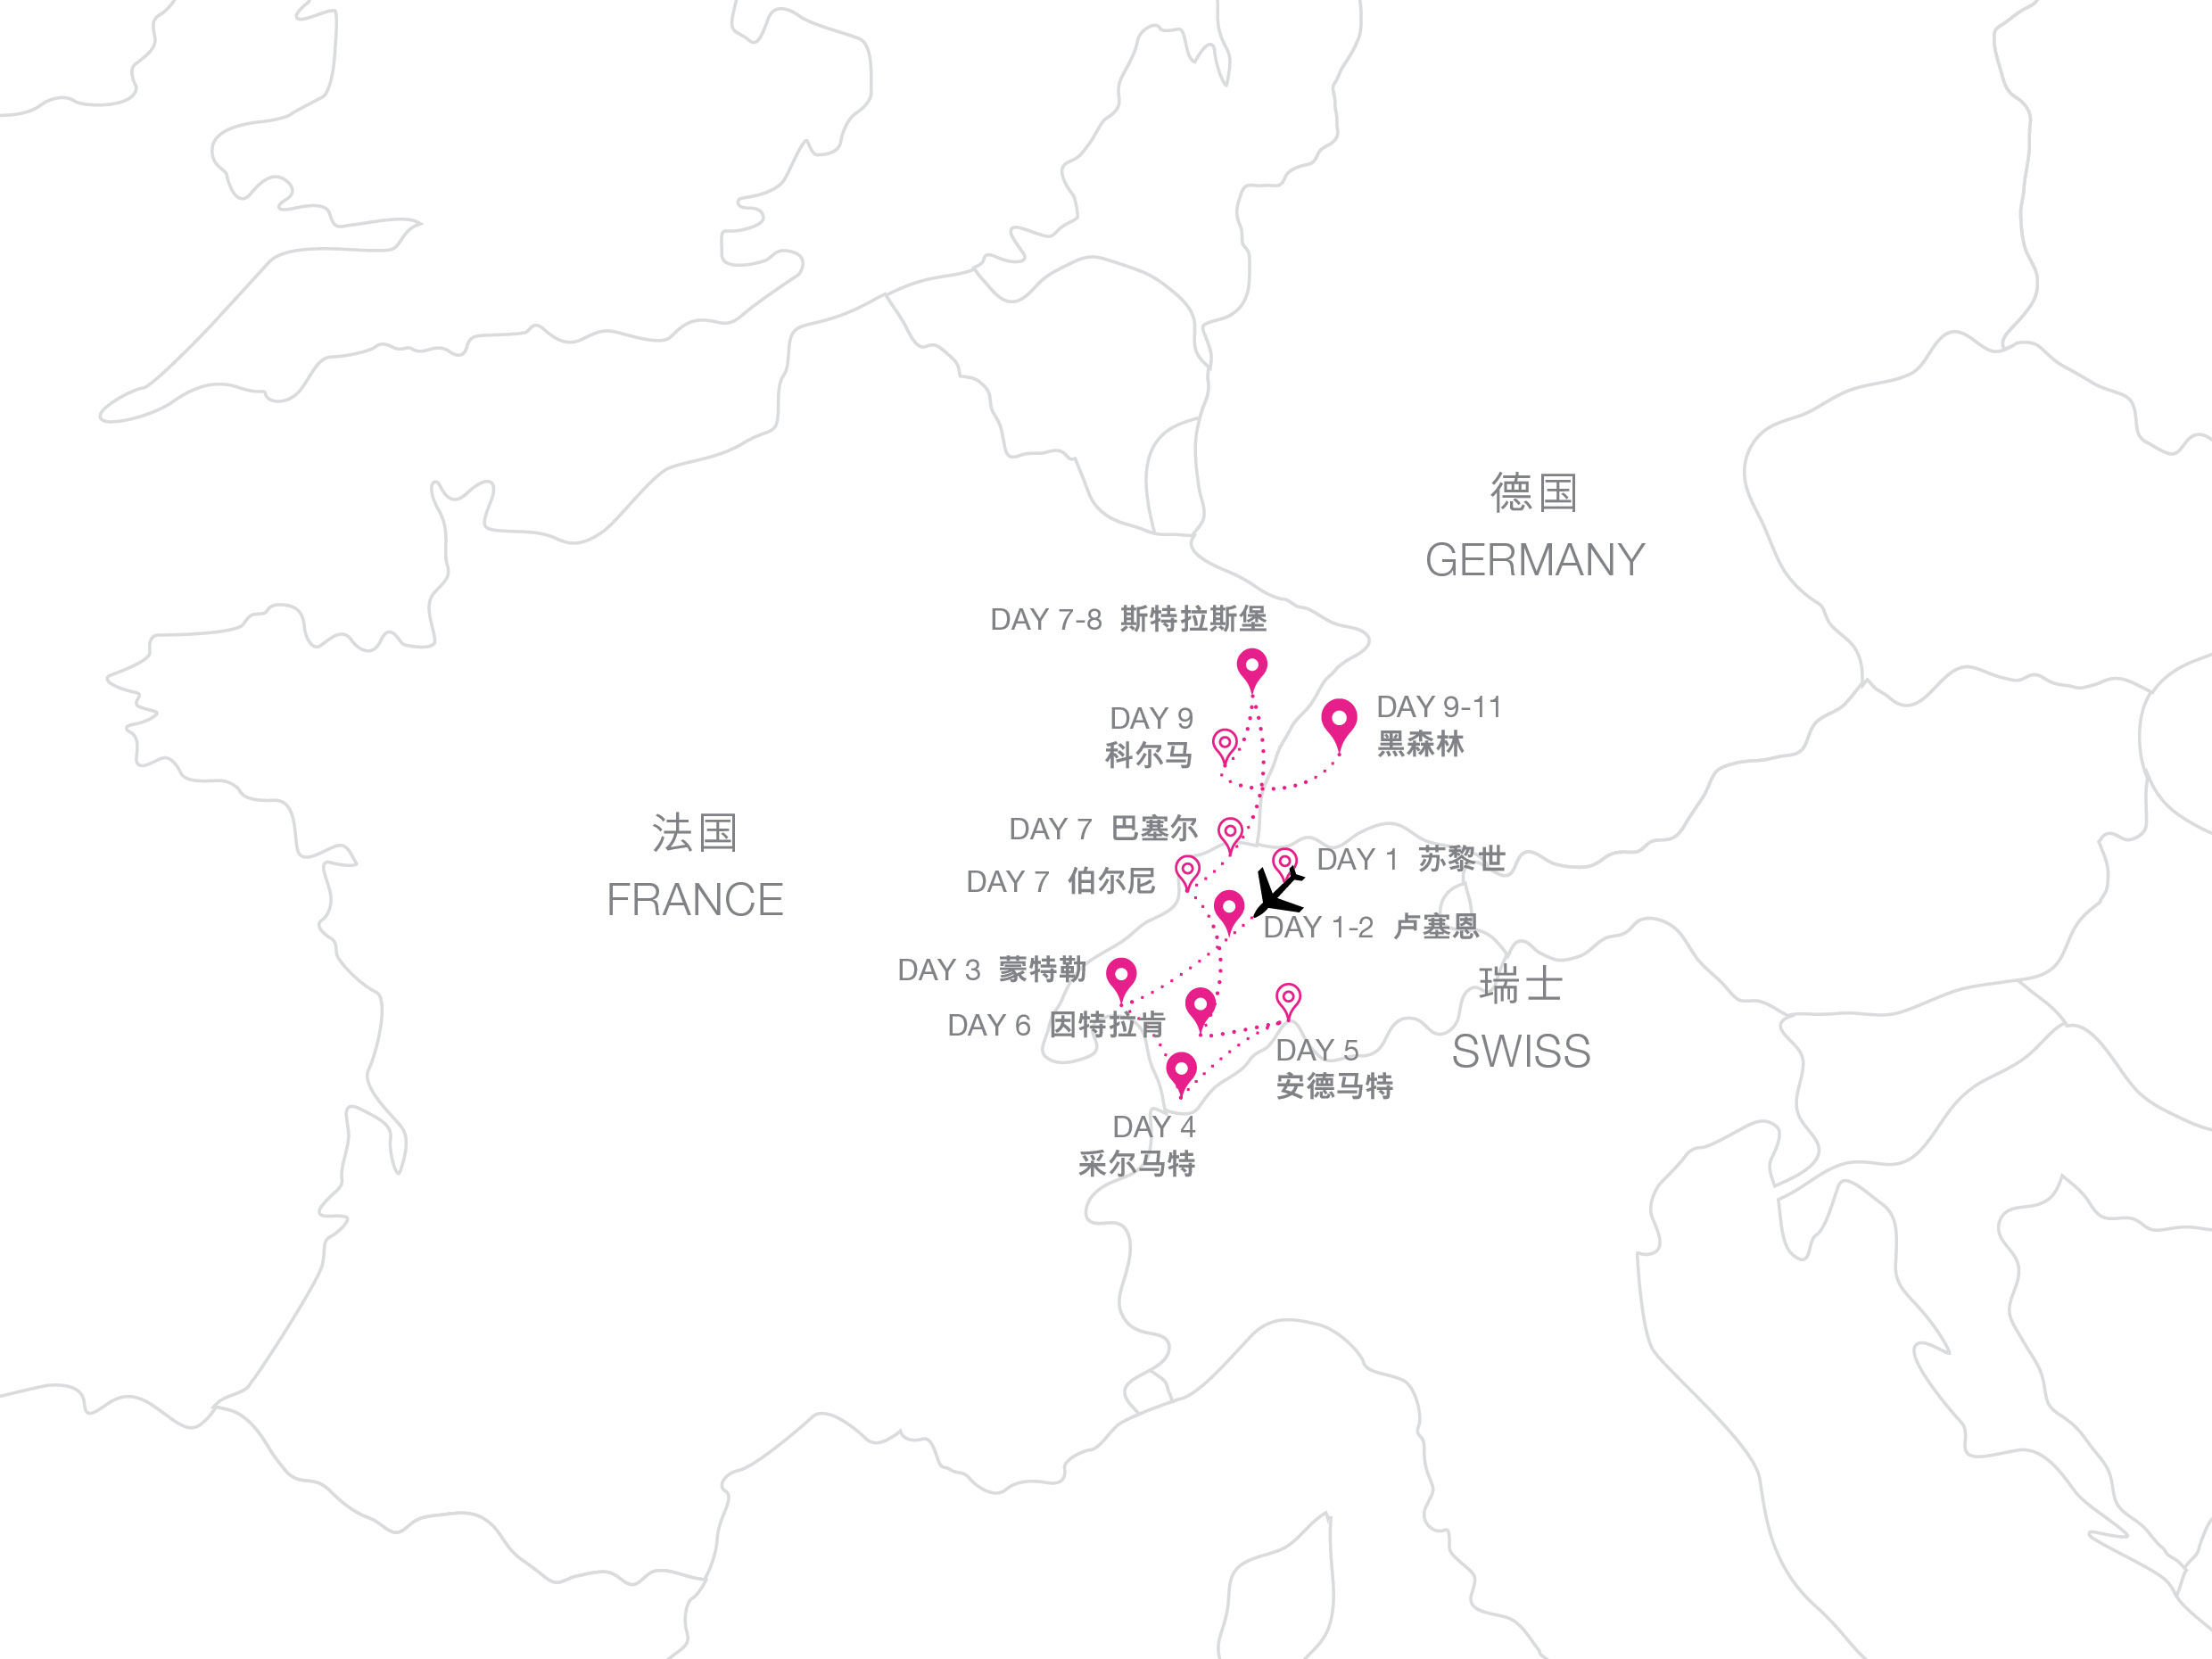 德国
GERMANY
DAY 7-8 斯特拉斯堡
DAY 9
科尔马
DAY 9-11
黑森林
法国
FRANCE
DAY 7 巴塞尔
DAY 1 苏黎世
DAY 7 伯尔尼
DAY 1-2 卢塞恩
DAY 3 蒙特勒
瑞士
SWISS
DAY 6 因特拉肯
DAY 5
安德马特
DAY 4
采尔马特